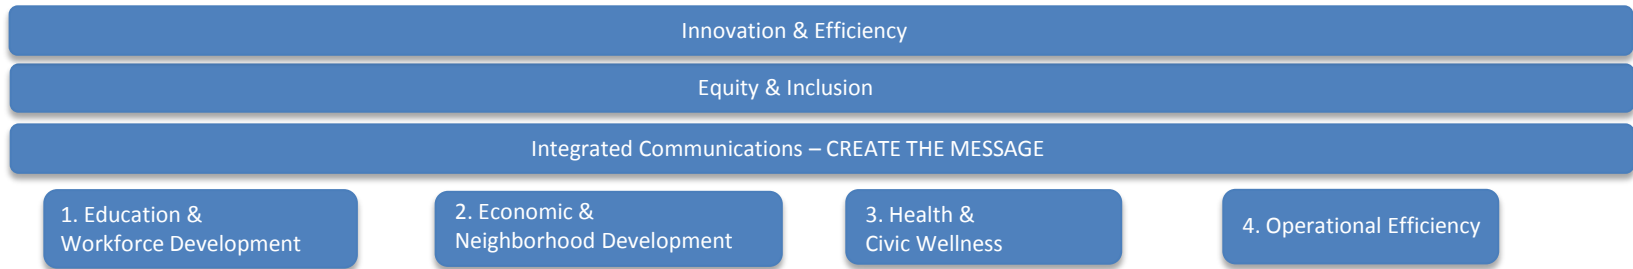 Innovation & Efficiency
Equity & Inclusion
Integrated Communications – CREATE THE MESSAGE
1. Education &
Workforce Development
2. Economic &
Neighborhood Development
3. Health &
Civic Wellness
4. Operational Efficiency